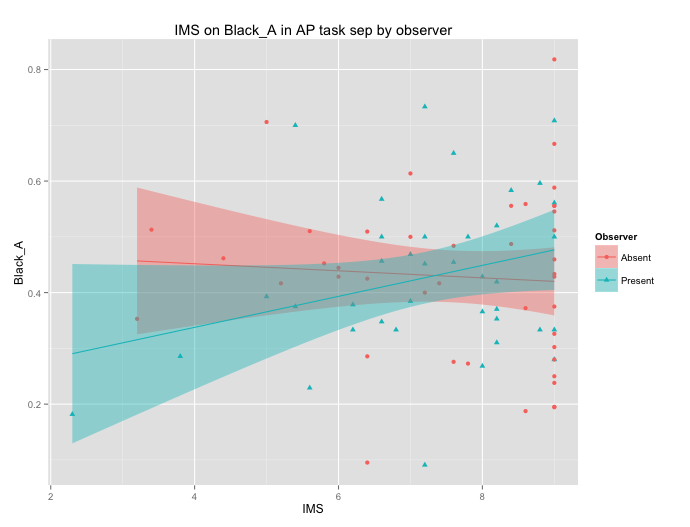 IMS on Black_A in AP task sep by observer
Black_A
0.8
0.6
0.4
0.2
2
4
6
8
IMS
Observer
Absent
Present